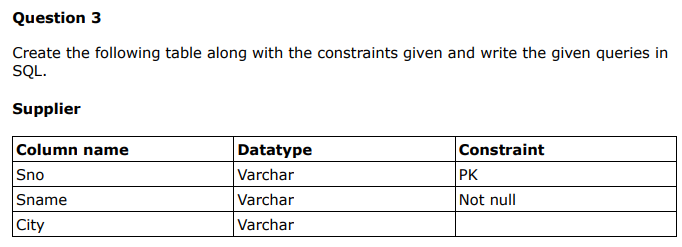 Question 3
Create the following table along with the constraints given and write the given queries in
SQL.
Supplier
Column name Datatype Constraint
Sno Varchar PK
Sname Varchar Not null
City Varchar